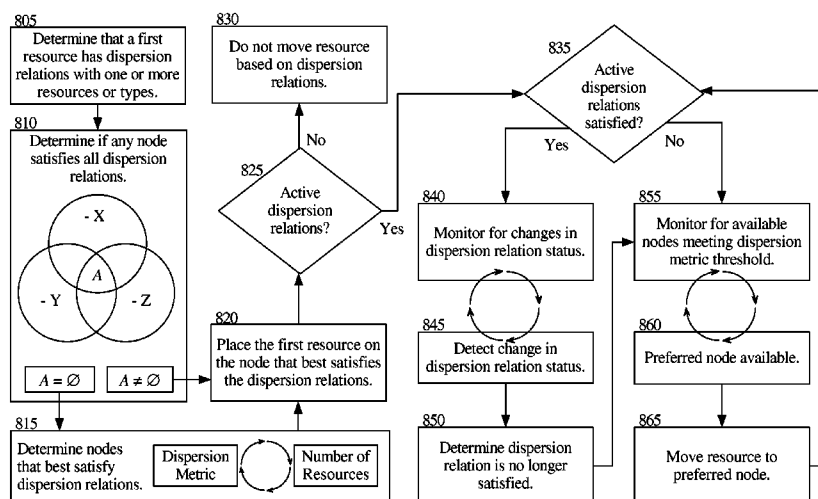 805
Determine that a first
resource has dispersion
relations with one or more
resources or types.
810
Determine if any node
satisfies all dispersion
relations.
- X
A
- Y
- Z
A = ∅
A ≠ ∅
815
Determine nodes
that best satisfy
dispersion relations.
Dispersion
Metric
Number of
Resources
820
Place the first resource on
the node that best satisfies
the dispersion relations.
825
Active
dispersion
relations?
No
Yes
830
Do not move resource
based on dispersion
relations.
835
Active
dispersion
relations
satisfied?
Yes
No
840
Monitor for changes in
dispersion relation status.
845
Detect change in
dispersion relation status.
850
Determine dispersion
relation is no longer
satisfied.
855
Monitor for available
nodes meeting dispersion
metric threshold.
860
Preferred node available.
865
Move resource to
preferred node.